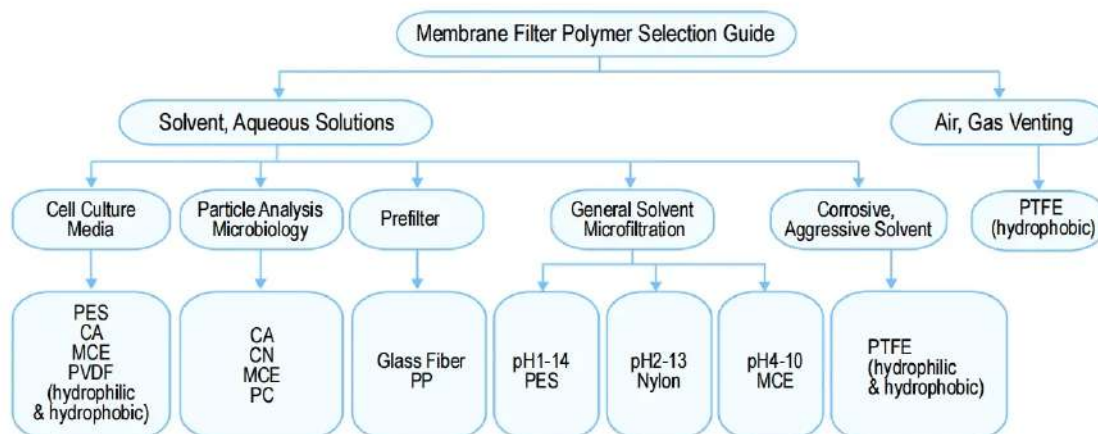 Membrane Filter Polymer Selection Guide
Solvent, Aqueous Solutions
Air, Gas Venting
Cell Culture
Media
Particle Analysis
Microbiology
Prefilter
General Solvent
Microfiltration
Corrosive,
Aggressive Solvent
PTFE
(hydrophobic)
PES
CA
MCE
PVDF
(hydrophilic
& hydrophobic)
CA
CN
MCE
PC
Glass Fiber
PP
pH1-14
PES
pH2-13
Nylon
pH4-10
MCE
PTFE
(hydrophilic
& hydrophobic)